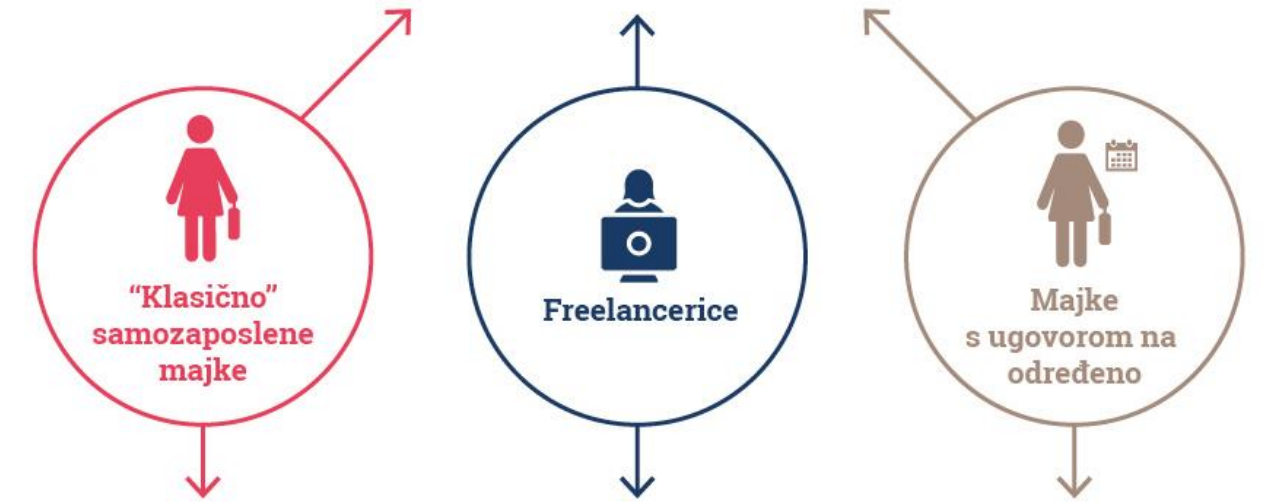 “Klasično”
samozaposlene
majke
Freelancerice
Majke
s ugovorom na
određeno